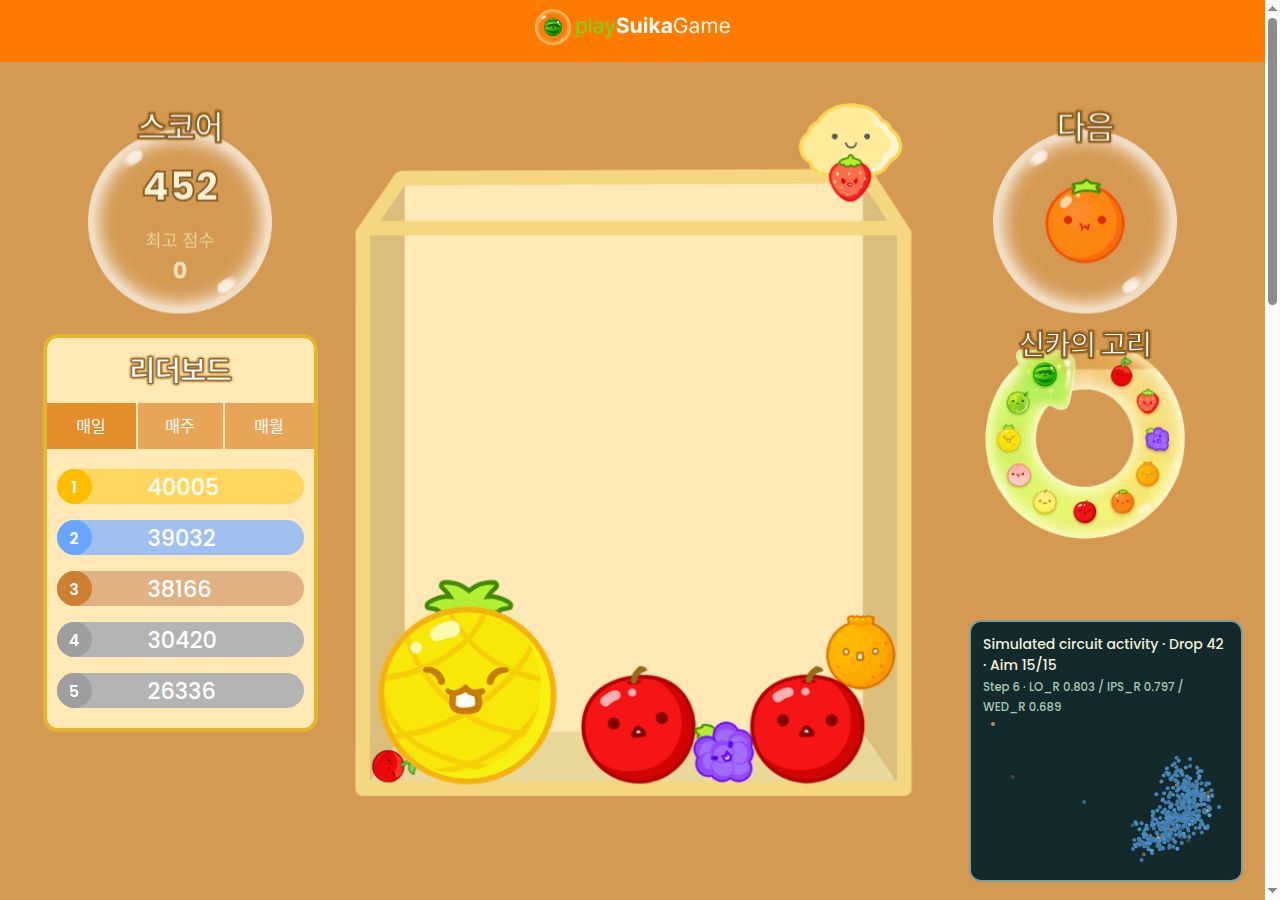 playSuikaGame
스코어
452
최고 점수
0
리더보드
매일 매주 매월
1 40005
2 39032
3 38166
4 30420
5 26336
다음
신카의 고리
Simulated circuit activity · Drop 42
· Aim 15/15
Step 6 · LO_R 0.803 / IPS_R 0.797 /
WED_R 0.689